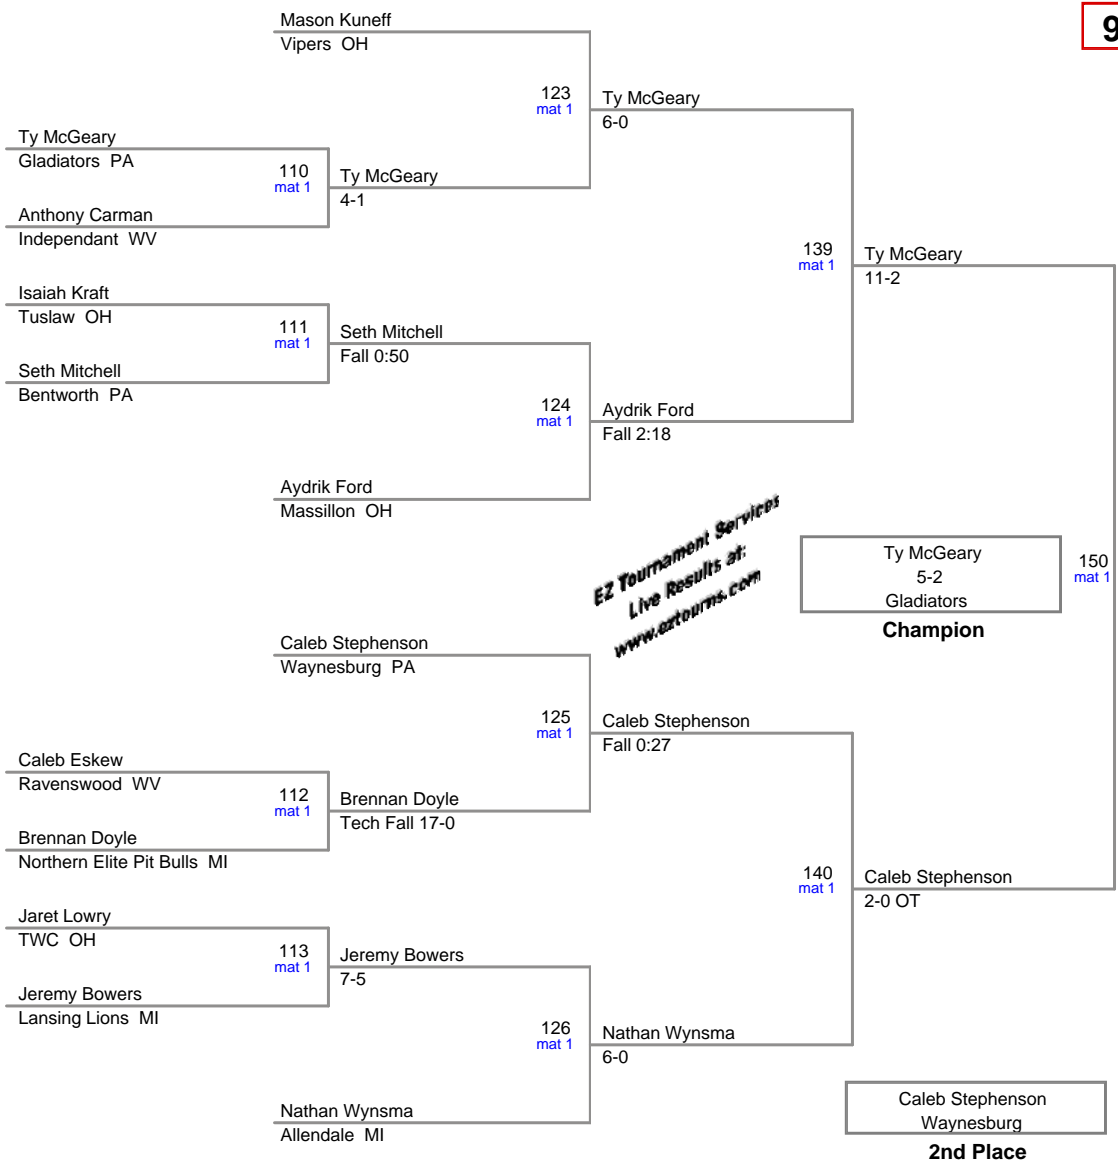 9
Mason Kuneff
Vipers OH
123
mat 1
Ty McGeary
6-0
Ty McGeary
Gladiators PA
110
mat 1
Ty McGeary
4-1
Anthony Carman
Independant WV
139
mat 1
Ty McGeary
11-2
Isaiah Kraft
Tuslaw OH
111
mat 1
Seth Mitchell
Fall 0:50
Seth Mitchell
Bentworth PA
124
mat 1
Aydrik Ford
Fall 2:18
Aydrik Ford
Massillon OH
EZ Tournament Services
Live Results at:
www.eztourns.com
Ty McGeary
5-2
Gladiators
Champion
150
mat 1
Caleb Stephenson
Waynesburg PA
125
mat 1
Caleb Stephenson
Fall 0:27
Caleb Eskew
Ravenswood WV
112
mat 1
Brennan Doyle
Tech Fall 17-0
Brennan Doyle
Northern Elite Pit Bulls MI
140
mat 1
Caleb Stephenson
2-0 OT
Jaret Lowry
TWC OH
113
mat 1
Jeremy Bowers
7-5
Jeremy Bowers
Lansing Lions MI
126
mat 1
Nathan Wynsma
6-0
Nathan Wynsma
Allendale MI
Caleb Stephenson
Waynesburg
2nd Place